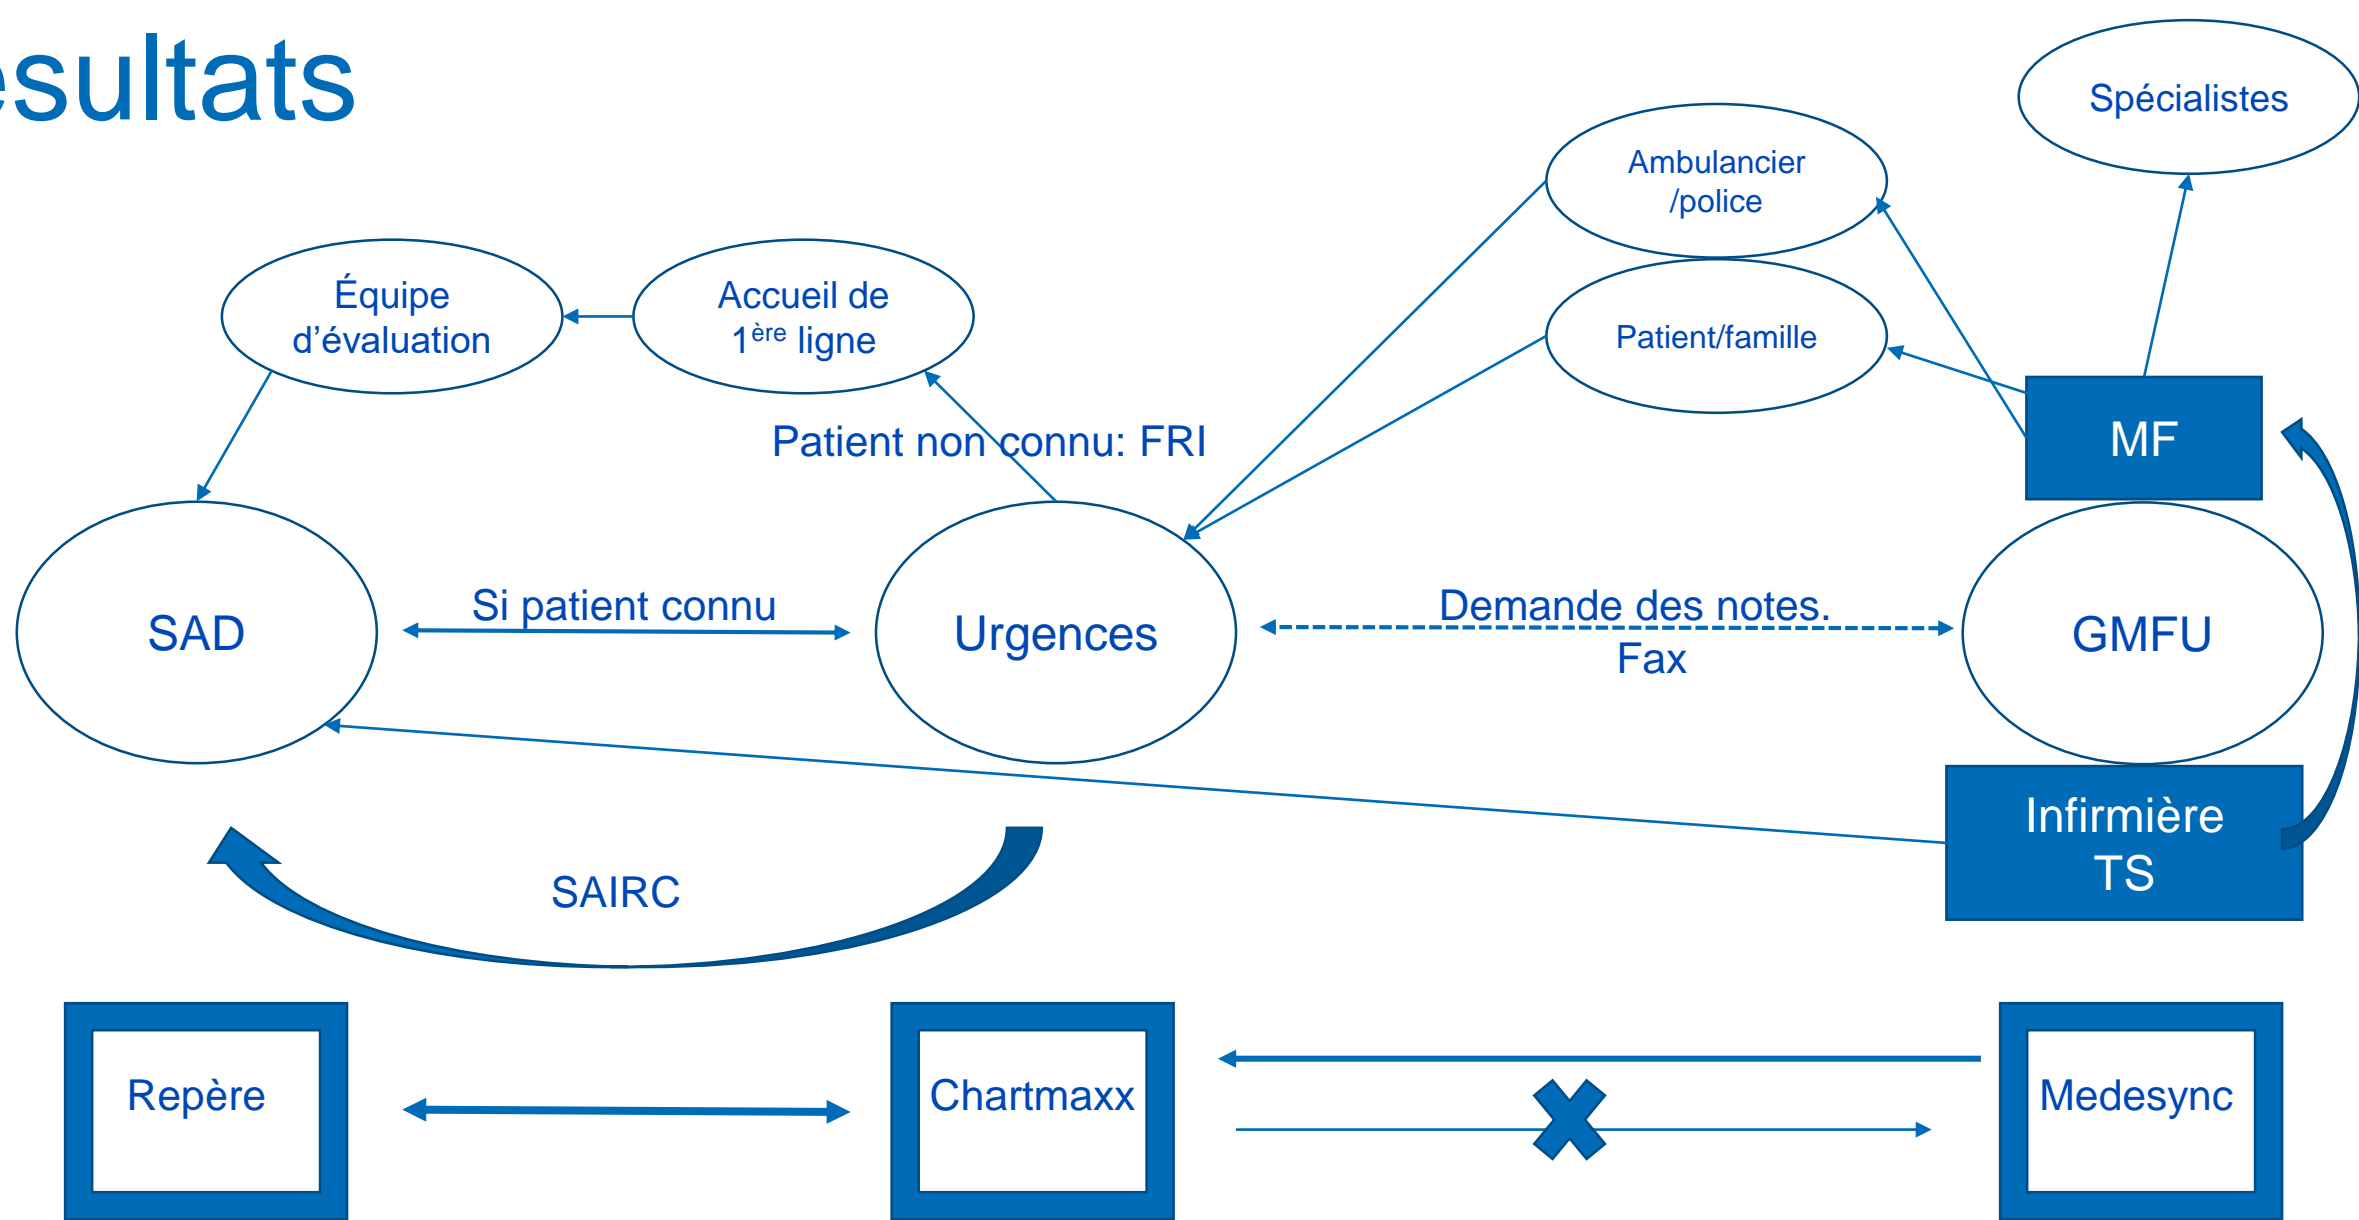 esultats
Spécialistes
Ambulancier
/police
Équipe
d’évaluation
Accueil de
1ère ligne
Patient/famille
Patient non connu: FRI
MF
SAD
Si patient connu
Urgences
Demande des notes.
Fax
GMFU
Infirmière
TS
SAIRC
Repère
Chartmaxx
Medesync